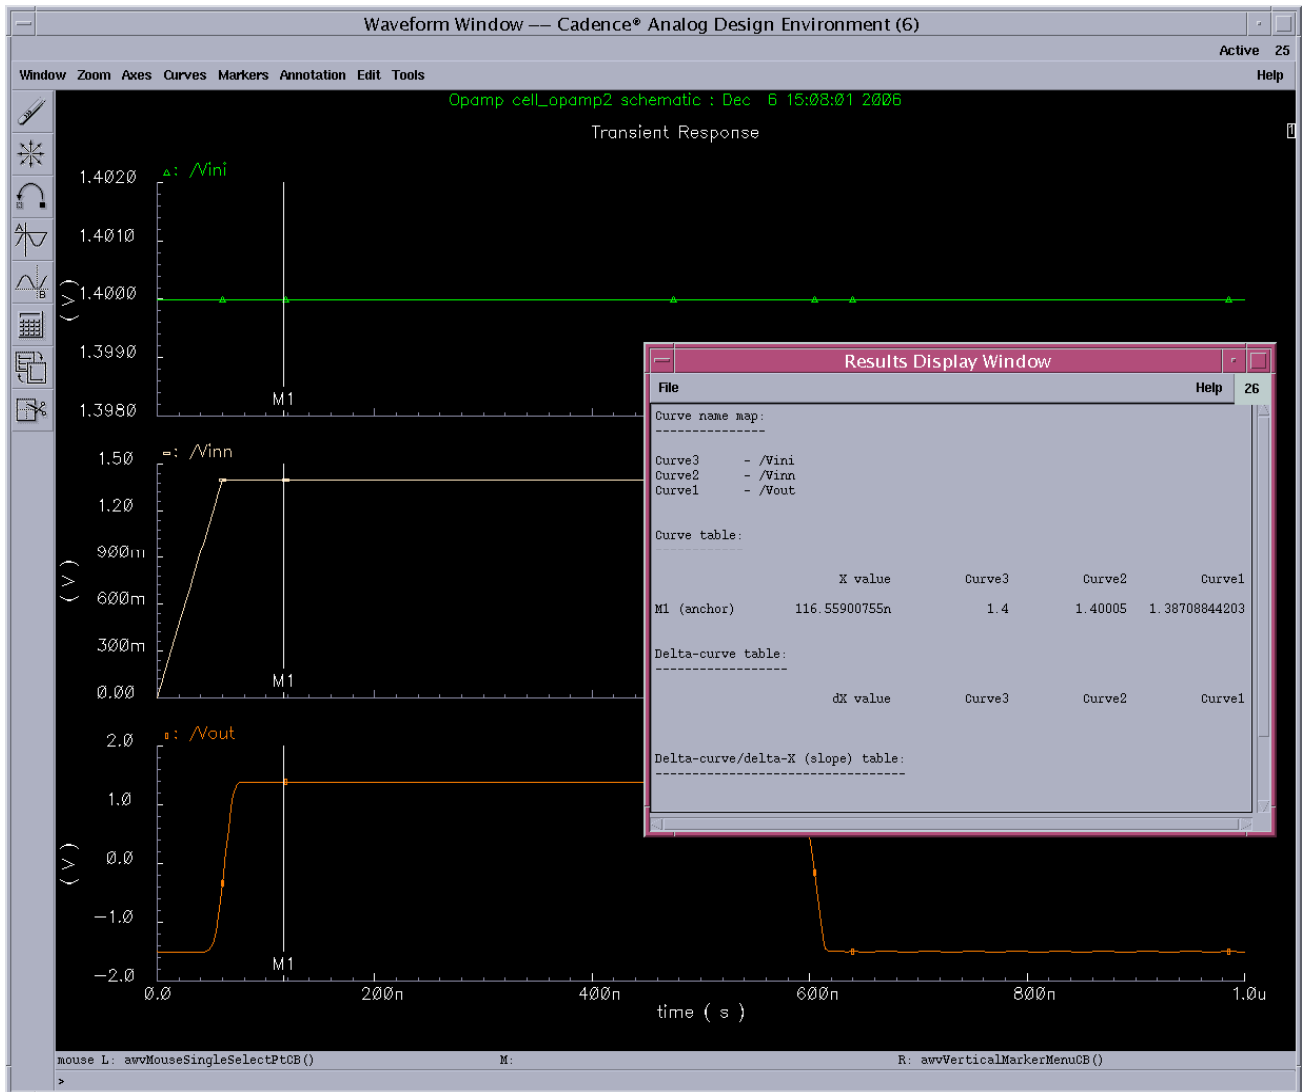 Waveform Window –– Cadence® Analog Design Environment (6)
Active 25
Window Zoom Axes Curves Markers Annotation Edit Tools Help
Opamp cell_opamp2 schematic : Dec 6 15:08:01 2006
Transient Response
1
▵: /Vini
1.4020
1.4010
1.4000
1.3990
1.3980
(V)
M1
▫: /Vinn
1.50
1.20
900m
600m
300m
0.00
(V)
M1
▯: /Vout
2.0
1.0
0.0
−1.0
−2.0
(V)
M1
0.0 200n 400n 600n 800n 1.0u
time ( s )
Results Display Window
File Help 26
Curve name map:
---------------
Curve3 - /Vini
Curve2 - /Vinn
Curve1 - /Vout
Curve table:
------------
X value Curve3 Curve2 Curve1
M1 (anchor) 116.55900755n 1.4 1.40005 1.38708844203
Delta-curve table:
------------------
dX value Curve3 Curve2 Curve1
Delta-curve/delta-X (slope) table:
----------------------------------
mouse L: awvMouseSingleSelectPtCB() M: R: awvVerticalMarkerMenuCB()
>